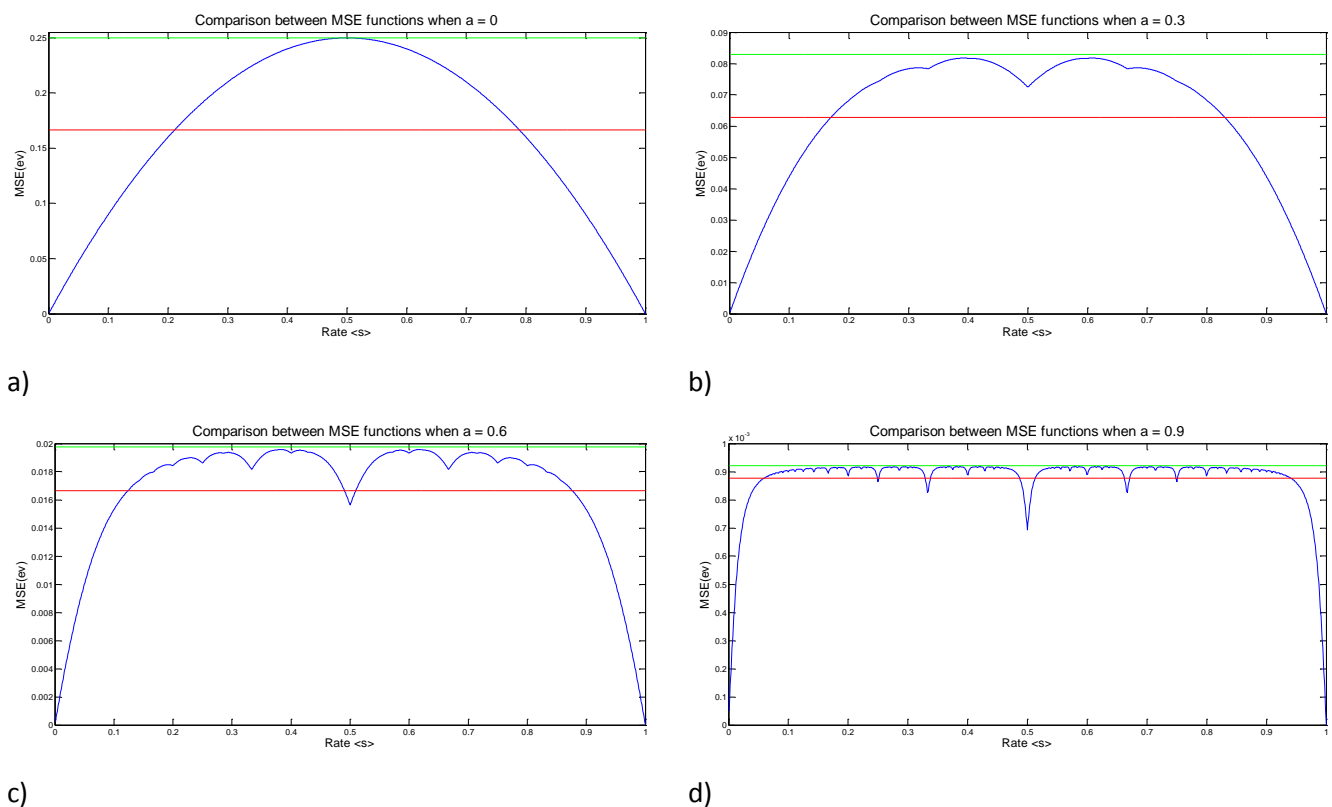 Comparison between MSE functions when a = 0
0.25
0.2
0.15
0.1
0.05
0
MSE(ev)
0 0.1 0.2 0.3 0.4 0.5 0.6 0.7 0.8 0.9 1
Rate <s>
a)
Comparison between MSE functions when a = 0.3
0.09
0.08
0.07
0.06
0.05
0.04
0.03
0.02
0.01
0
MSE(ev)
0 0.1 0.2 0.3 0.4 0.5 0.6 0.7 0.8 0.9 1
Rate <s>
b)
Comparison between MSE functions when a = 0.6
0.02
0.018
0.016
0.014
0.012
0.01
0.008
0.006
0.004
0.002
0
MSE(ev)
0 0.1 0.2 0.3 0.4 0.5 0.6 0.7 0.8 0.9 1
Rate <s>
c)
Comparison between MSE functions when a = 0.9
x 10^-3
1
0.9
0.8
0.7
0.6
0.5
0.4
0.3
0.2
0.1
0
MSE(ev)
0 0.1 0.2 0.3 0.4 0.5 0.6 0.7 0.8 0.9 1
Rate <s>
d)